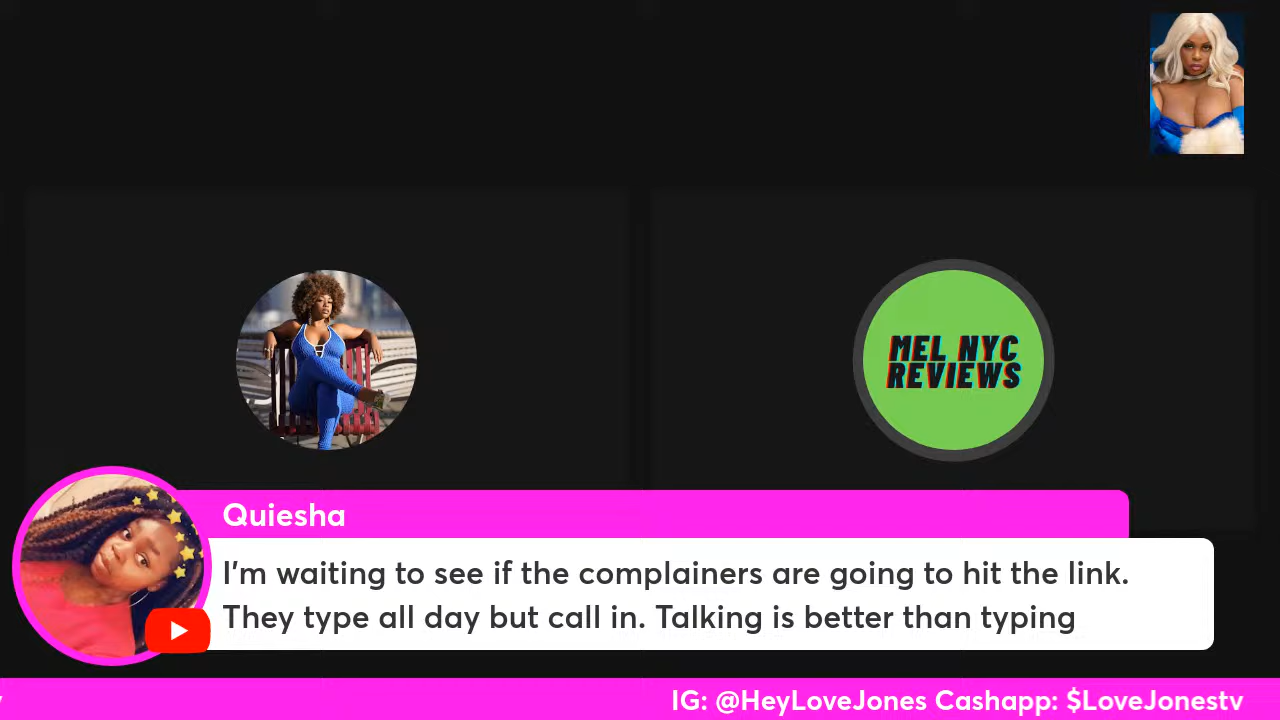 MEL NYC
REVIEWS
Quiesha
I'm waiting to see if the complainers are going to hit the link.
They type all day but call in. Talking is better than typing
IG: @HeyLoveJones Cashapp: $LoveJonestv